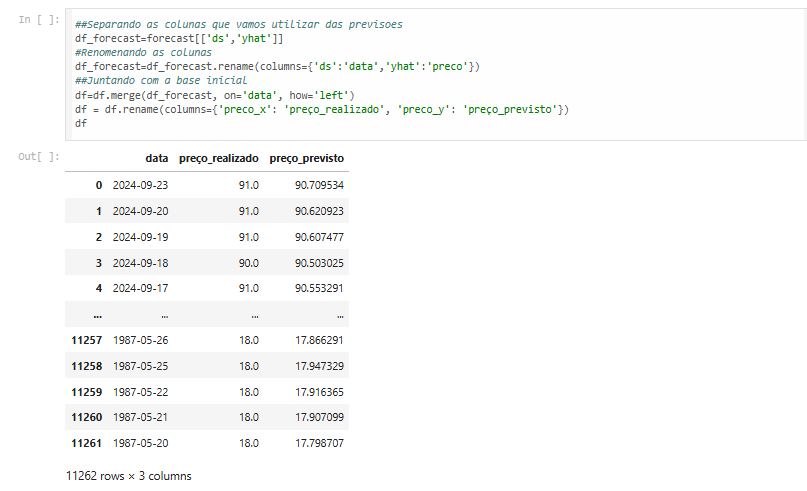 In [ ]:
##Separando as colunas que vamos utilizar das previsoes
df_forecast=forecast[['ds','yhat']]
#Renomenando as colunas
df_forecast=df_forecast.rename(columns={'ds':'data','yhat':'preco'})
##Juntando com a base inicial
df=df.merge(df_forecast, on='data', how='left')
df = df.rename(columns={'preco_x': 'preço_realizado', 'preco_y': 'preço_previsto'})
df
Out[ ]:
data preço_realizado preço_previsto
0 2024-09-23 91.0 90.709534
1 2024-09-20 91.0 90.620923
2 2024-09-19 91.0 90.607477
3 2024-09-18 90.0 90.503025
4 2024-09-17 91.0 90.553291
... ... ... ...
11257 1987-05-26 18.0 17.866291
11258 1987-05-25 18.0 17.947329
11259 1987-05-22 18.0 17.916365
11260 1987-05-21 18.0 17.907099
11261 1987-05-20 18.0 17.798707
11262 rows × 3 columns